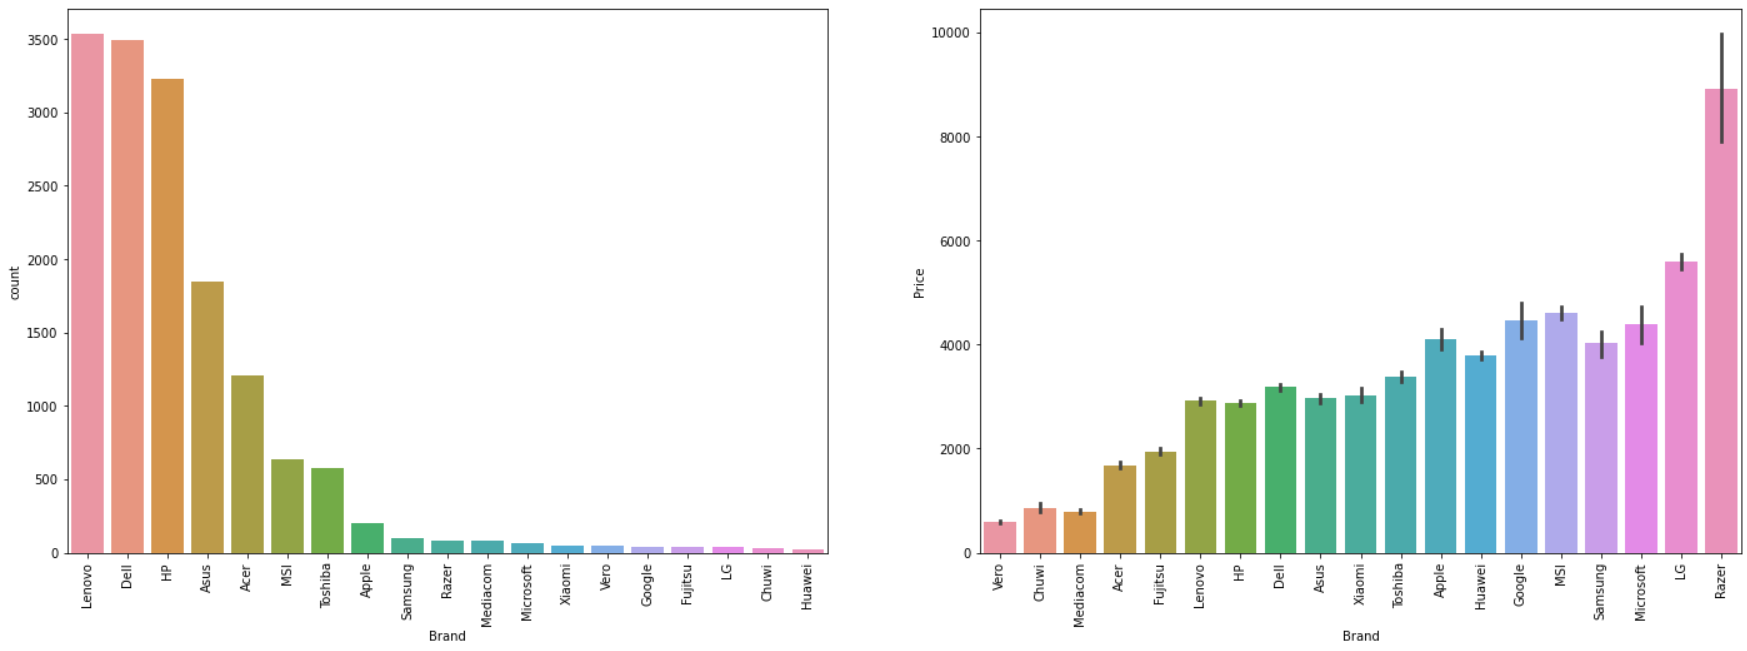 3500
3000
2500
2000
1500
1000
500
0
count
Lenovo
Dell
HP
Asus
Acer
MSI
Toshiba
Apple
Samsung
Razer
Mediacom
Microsoft
Xiaomi
Vero
Google
Fujitsu
LG
Chuwi
Huawei
Brand
10000
8000
6000
4000
2000
0
Price
Vero
Chuwi
Mediacom
Acer
Fujitsu
Lenovo
HP
Dell
Asus
Xiaomi
Toshiba
Apple
Huawei
Google
MSI
Samsung
Microsoft
LG
Razer
Brand